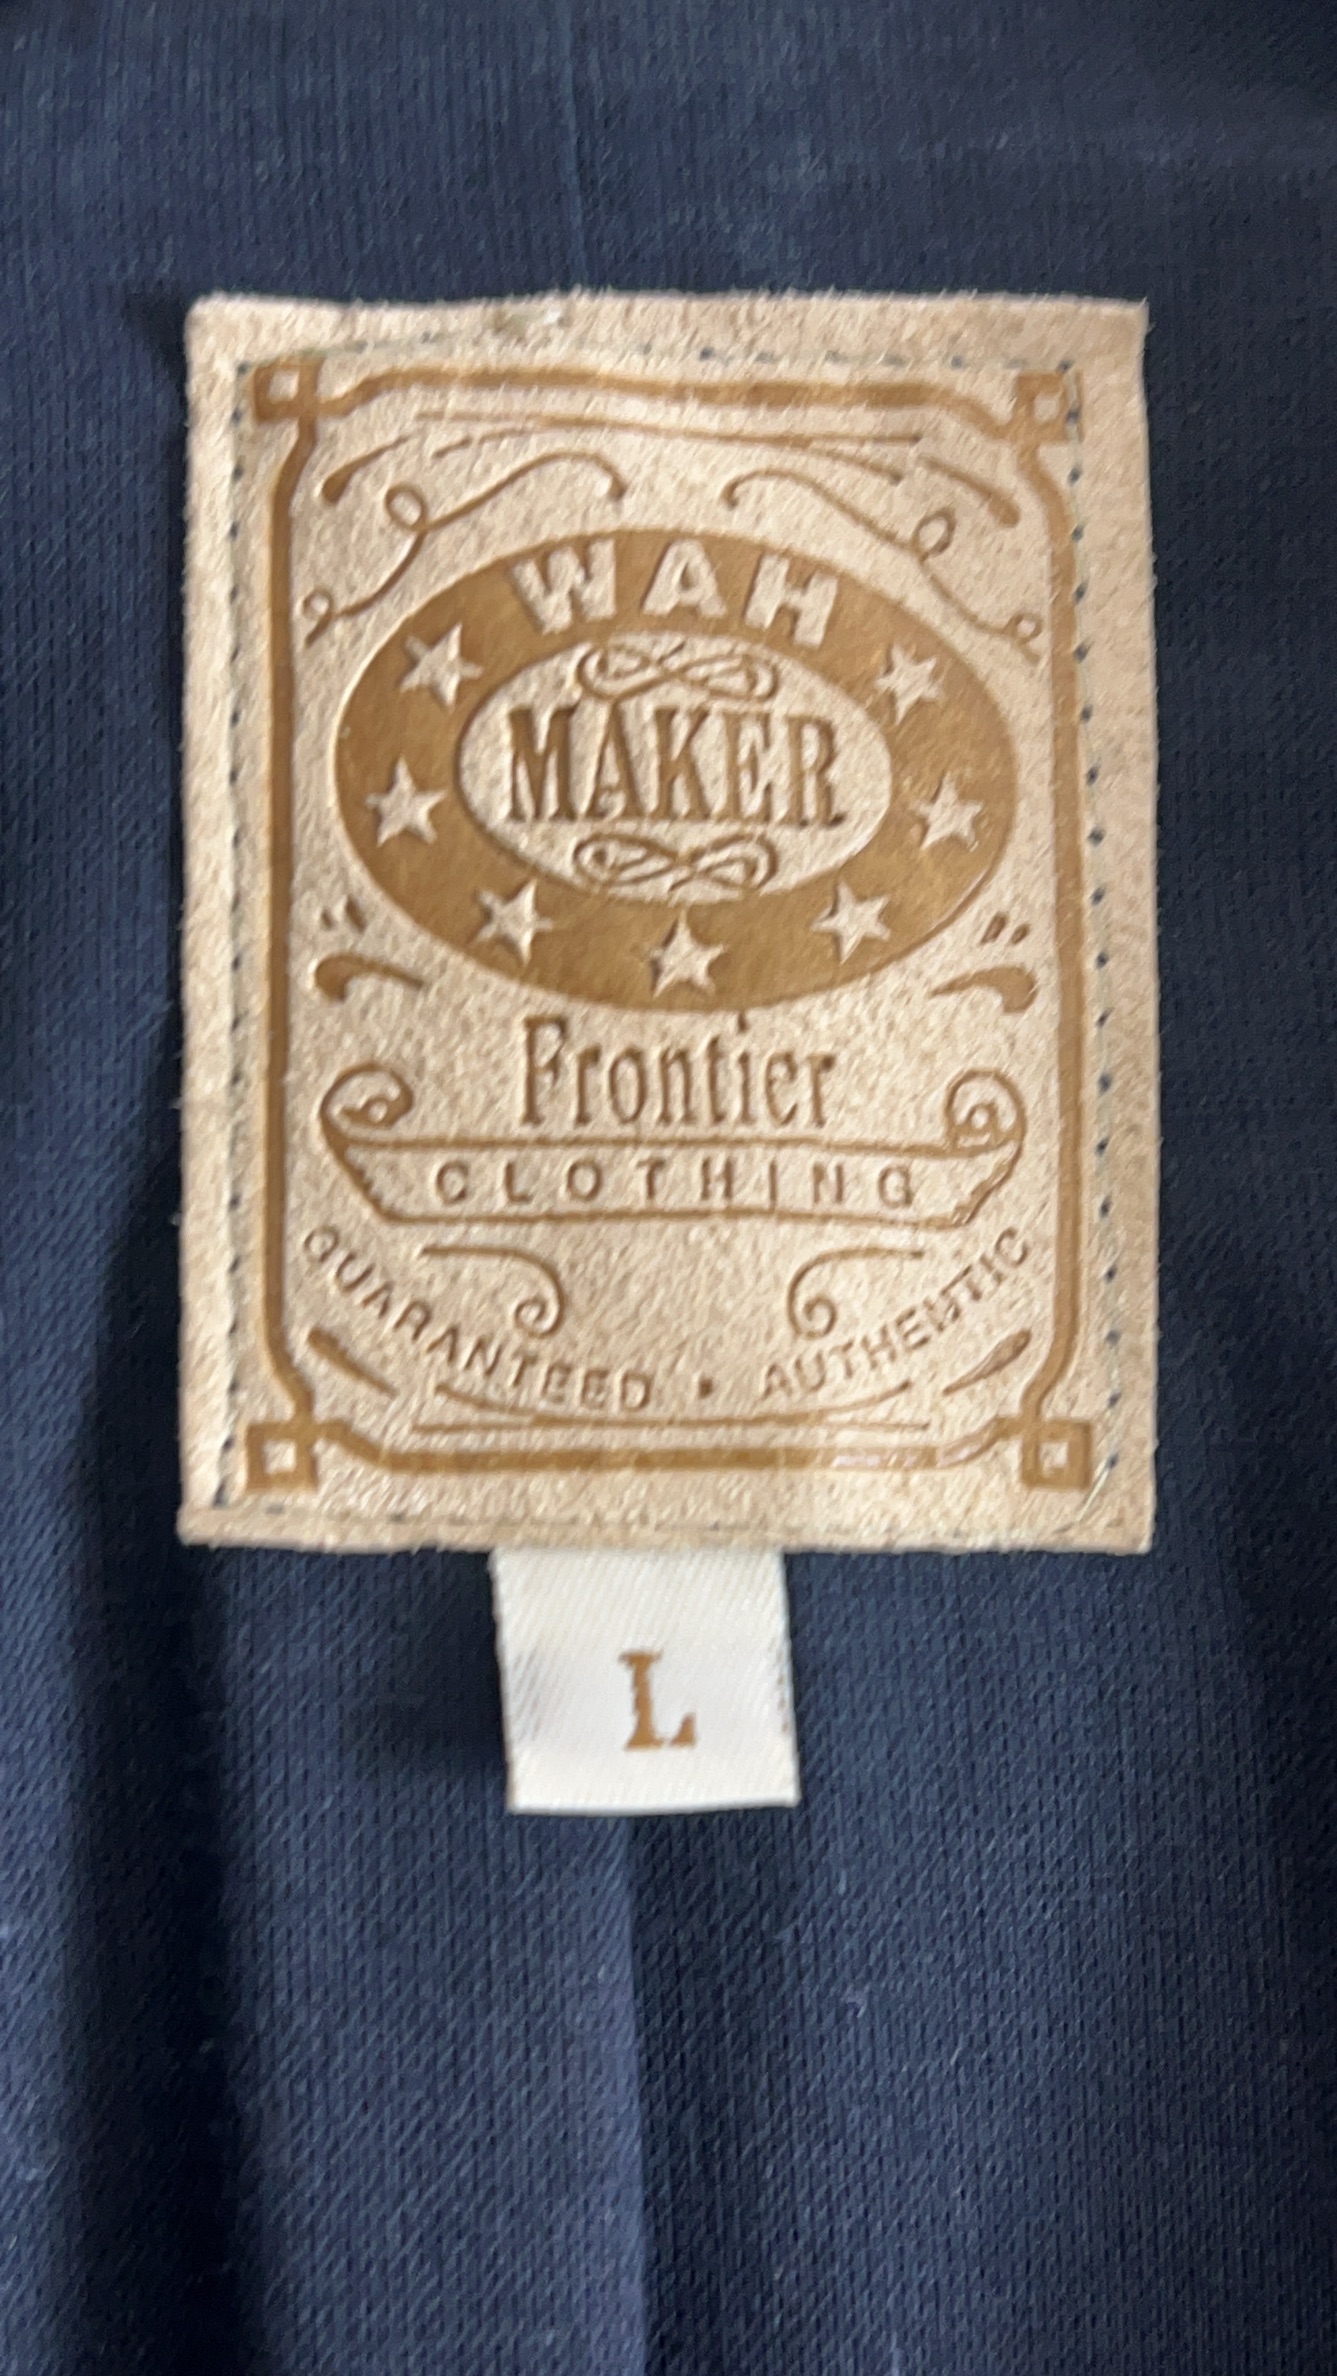 WAH
MAKER
Frontier
CLOTHING
GUARANTEED • AUTHENTIC
L